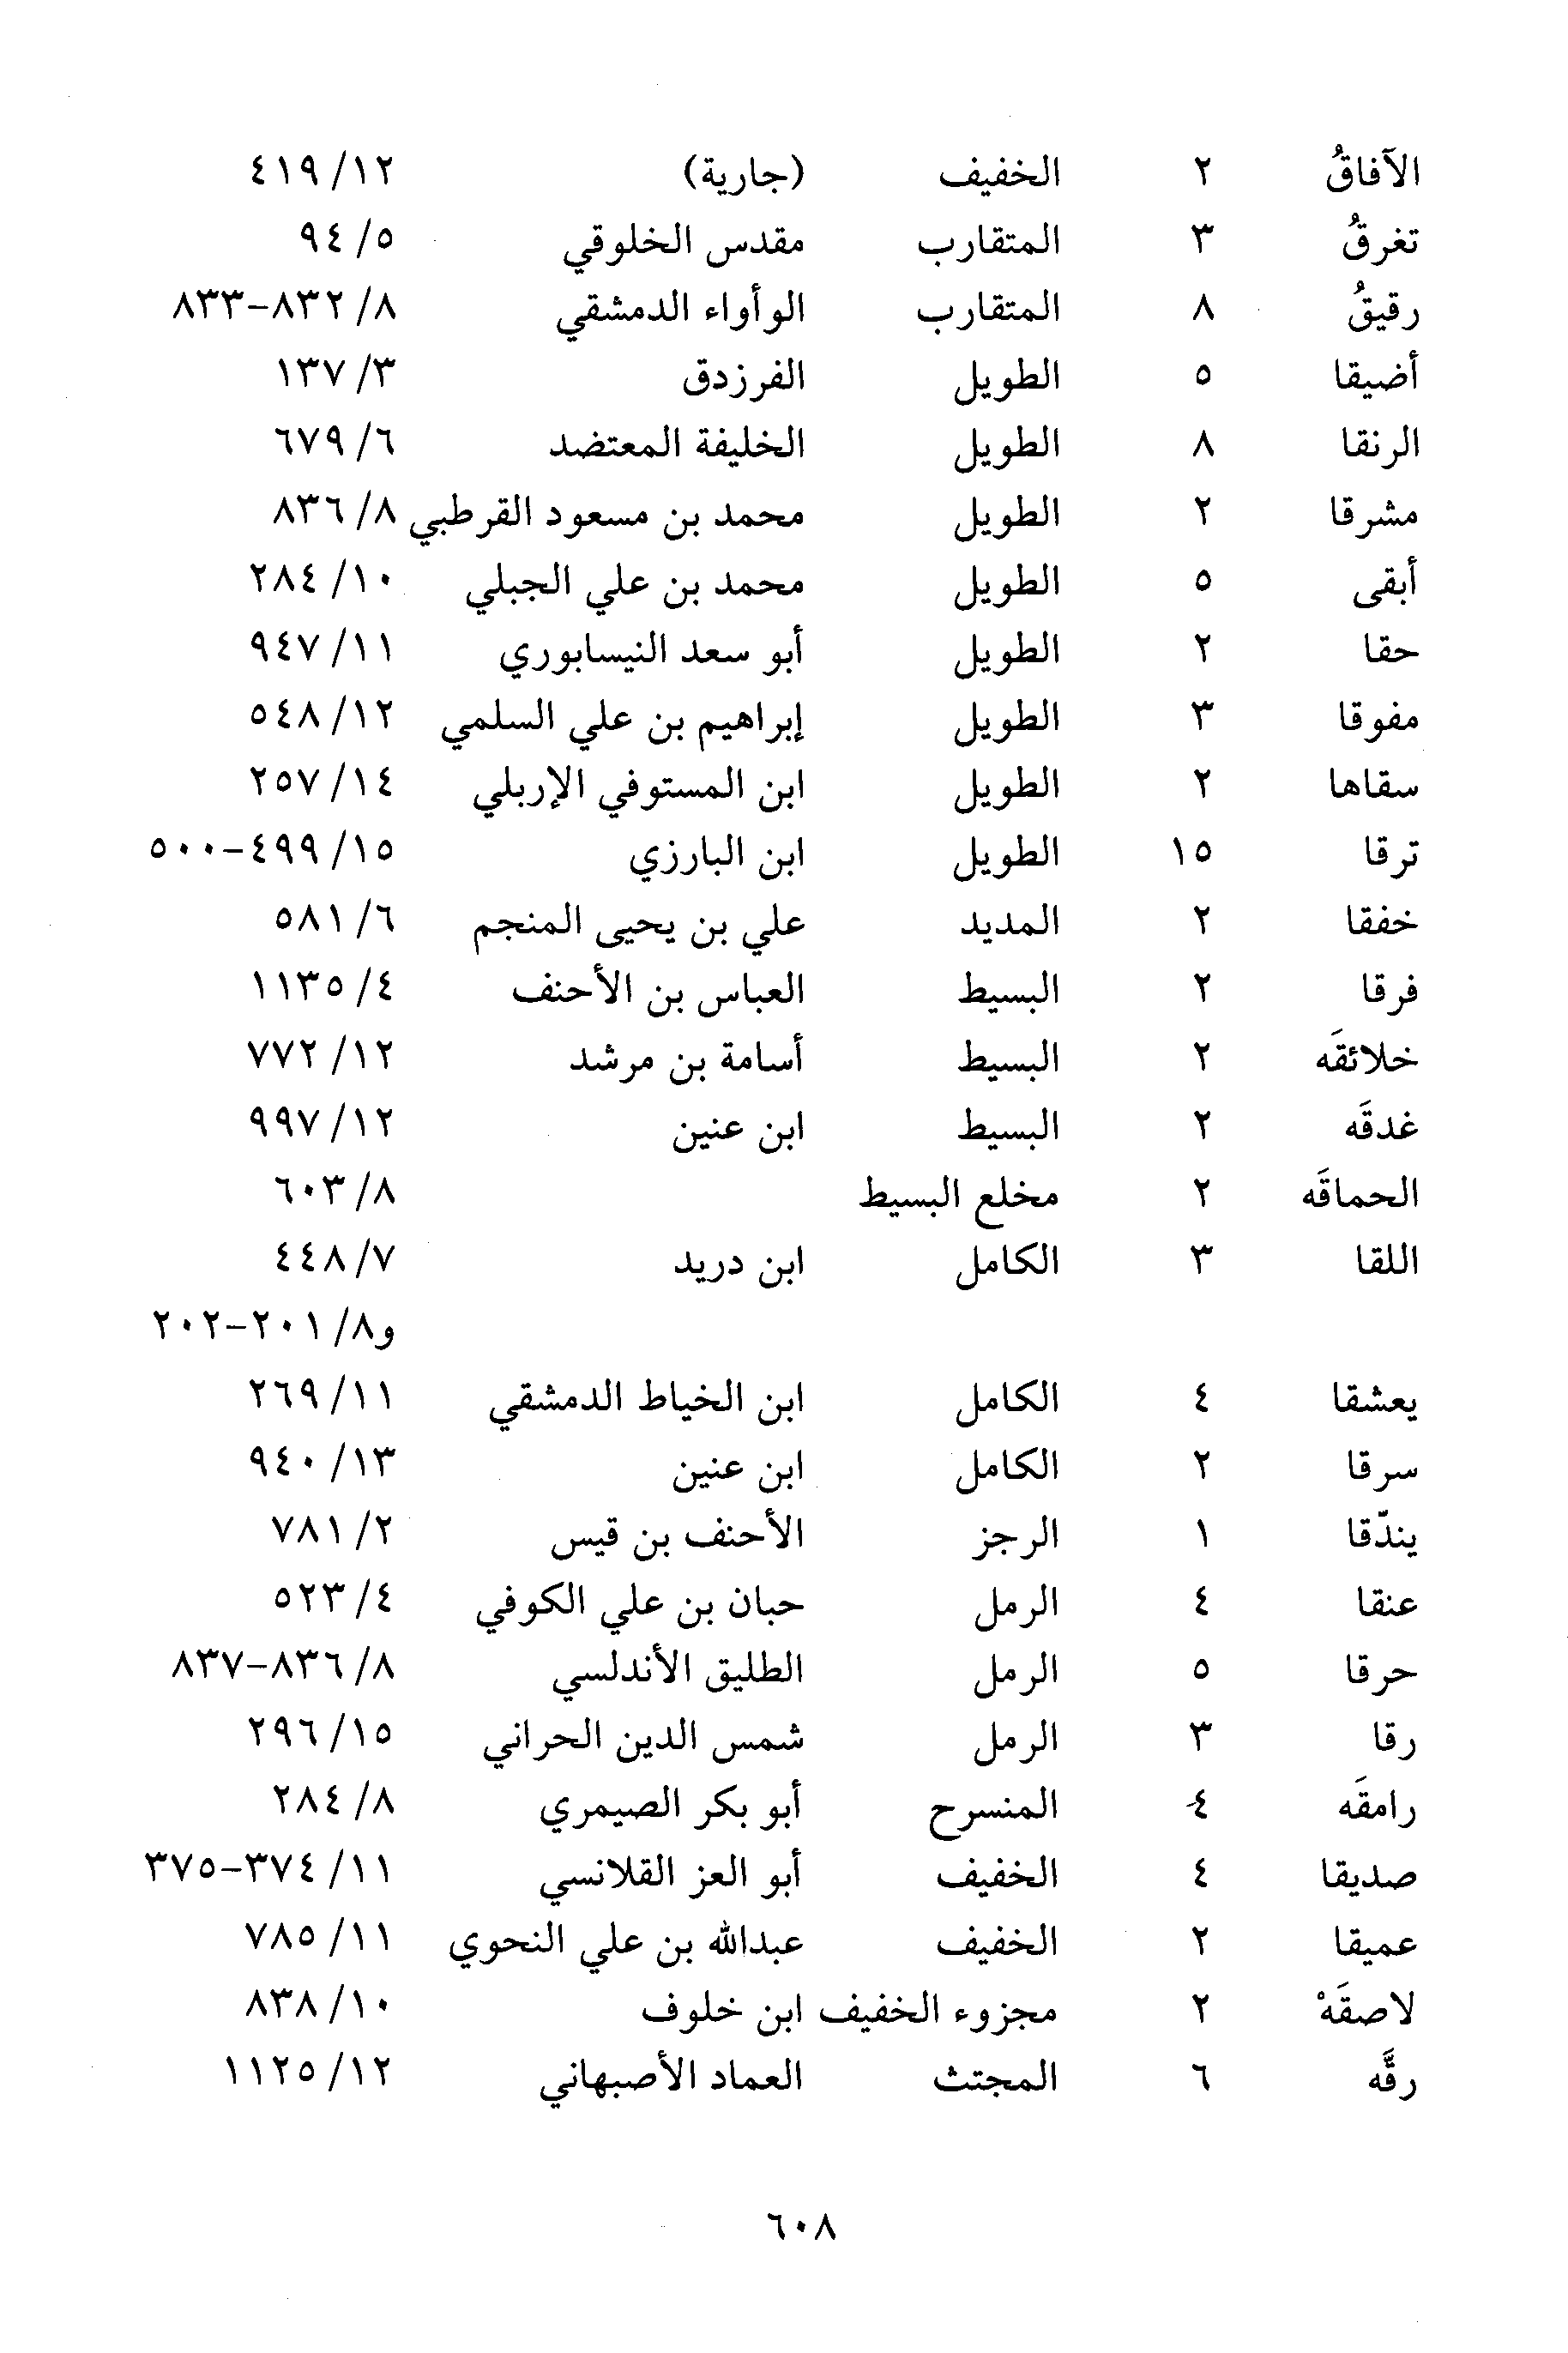 الآفاقُ ٢ الخفيف (جارية) ١٢/ ٤١٩
تغرقُ ٣ المتقارب مقدس الخلوقي ٥/ ٩٤
رقيقُ ٨ المتقارب الوأواء الدمشقي ٨/ ٨٣٢-٨٣٣
أضيقا ٥ الطويل الفرزدق ٣/ ١٣٧
الرنقا ٨ الطويل الخليفة المعتضد ٦/ ٦٧٩
مشرقا ٢ الطويل محمد بن مسعود القرطبي ٨/ ٨٣٦
أبقى ٥ الطويل محمد بن علي الجبلي ١٠/ ٢٨٤
حقا ٢ الطويل أبو سعد النيسابوري ١١/ ٩٤٧
مفوقا ٣ الطويل إبراهيم بن علي السلمي ١٢/ ٥٤٨
سقاها ٢ الطويل ابن المستوفي الإربلي ١٤/ ٢٥٧
ترقا ١٥ الطويل ابن البارزي ١٥/ ٤٩٩-٥٠٠
خفقا ٢ المديد علي بن يحيى المنجم ٦/ ٥٨١
فرقا ٢ البسيط العباس بن الأحنف ٤/ ١١٣٥
خلائقَه ٢ البسيط أسامة بن مرشد ١٢/ ٧٧٢
غدقَه ٢ البسيط ابن عنين ١٢/ ٩٩٧
الحماقَه ٢ مخلع البسيط ٨/ ٦٠٣
اللقا ٣ الكامل ابن دريد ٧/ ٤٤٨
و٨/ ٢٠١-٢٠٢
يعشقا ٤ الكامل ابن الخياط الدمشقي ١١/ ٢٦٩
سرقا ٢ الكامل ابن عنين ١٣/ ٩٤٠
يندّقا ١ الرجز الأحنف بن قيس ٢/ ٧٨١
عنقا ٤ الرمل حبان بن علي الكوفي ٤/ ٥٢٣
حرقا ٥ الرمل الطليق الأندلسي ٨/ ٨٣٦-٨٣٧
رقا ٣ الرمل شمس الدين الحراني ١٥/ ٢٩٦
رامقَه ٤ المنسرح أبو بكر الصيمري ٨/ ٢٨٤
صديقا ٤ الخفيف أبو العز القلانسي ١١/ ٣٧٤-٣٧٥
عميقا ٢ الخفيف عبدالله بن علي النحوي ١١/ ٧٨٥
لاصقَهْ ٢ مجزوء الخفيف ابن خلوف ١٠/ ٨٣٨
رقَّه ٦ المجتث العماد الأصبهاني ١٢/ ١١٢٥
٦٠٨